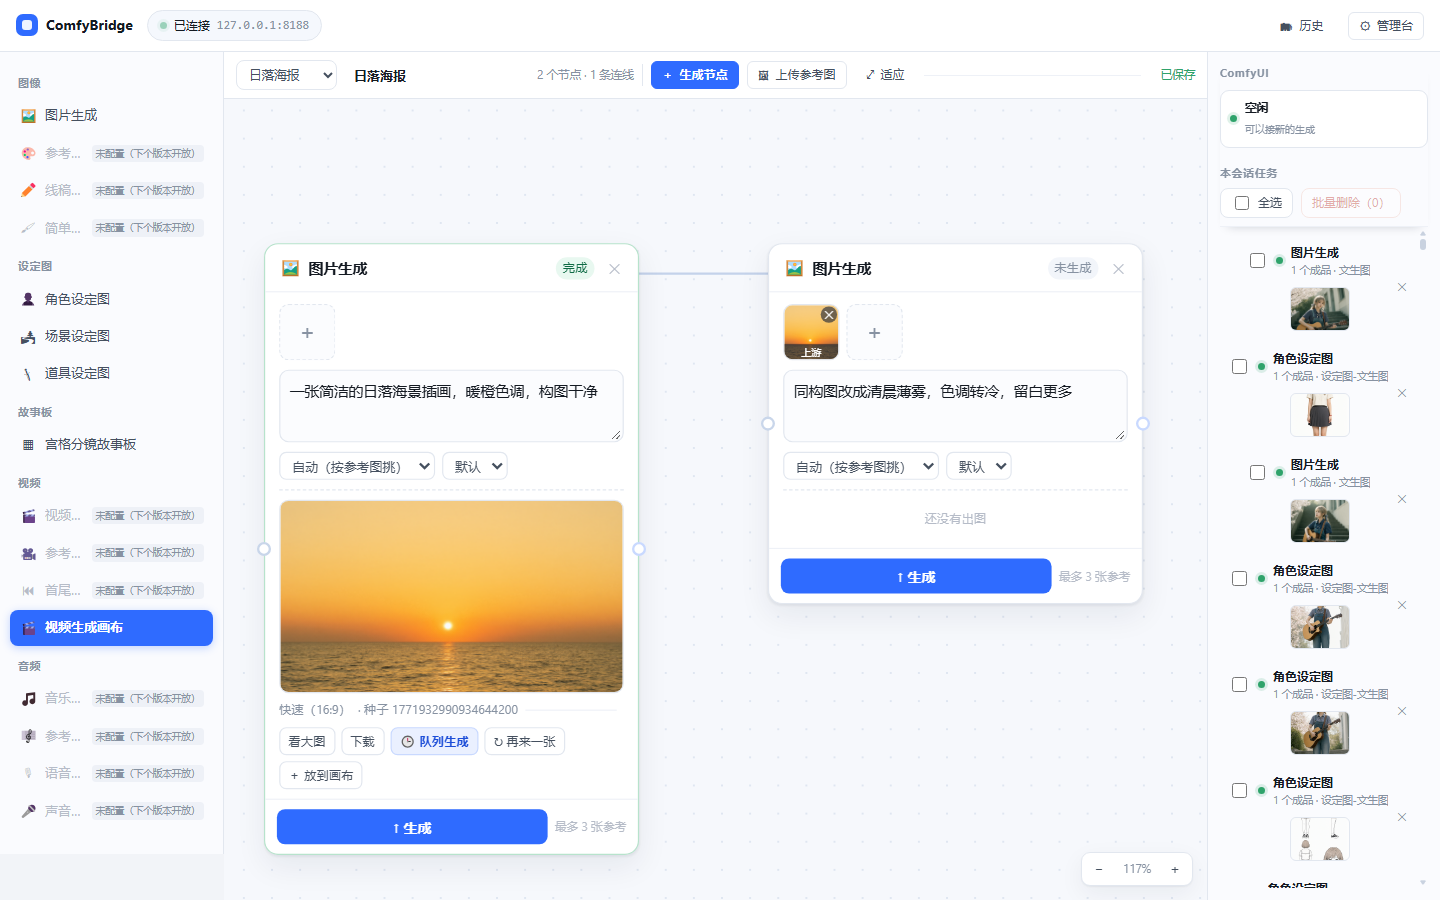 ComfyBridge
已连接 127.0.0.1:8188
历史
管理台
图像
图片生成
参考... 未配置（下个版本开放）
线稿... 未配置（下个版本开放）
简单... 未配置（下个版本开放）
设定图
角色设定图
场景设定图
道具设定图
故事板
宫格分镜故事板
视频
视频... 未配置（下个版本开放）
参考... 未配置（下个版本开放）
首尾... 未配置（下个版本开放）
视频生成画布
音频
音乐... 未配置（下个版本开放）
参考... 未配置（下个版本开放）
语音... 未配置（下个版本开放）
声音... 未配置（下个版本开放）
日落海报
日落海报
2 个节点 · 1 条连线
+ 生成节点
上传参考图
适应
已保存
图片生成
完成
+
一张简洁的日落海景插画，暖橙色调，构图干净
自动（按参考图挑）
默认
快速（16:9） · 种子 1771932990934644200
看大图
下载
队列生成
↻ 再来一张
+ 放到画布
↑ 生成
最多 3 张参考
图片生成
未生成
上游
+
同构图改成清晨薄雾，色调转冷，留白更多
自动（按参考图挑）
默认
还没有出图
↑ 生成
最多 3 张参考
− 117% +
ComfyUI
空闲
可以接新的生成
本会话任务
全选
批量删除（0）
图片生成
1 个成品 · 文生图
角色设定图
1 个成品 · 设定图-文生图
图片生成
1 个成品 · 文生图
角色设定图
1 个成品 · 设定图-文生图
角色设定图
1 个成品 · 设定图-文生图
角色设定图
1 个成品 · 设定图-文生图
角色设定图